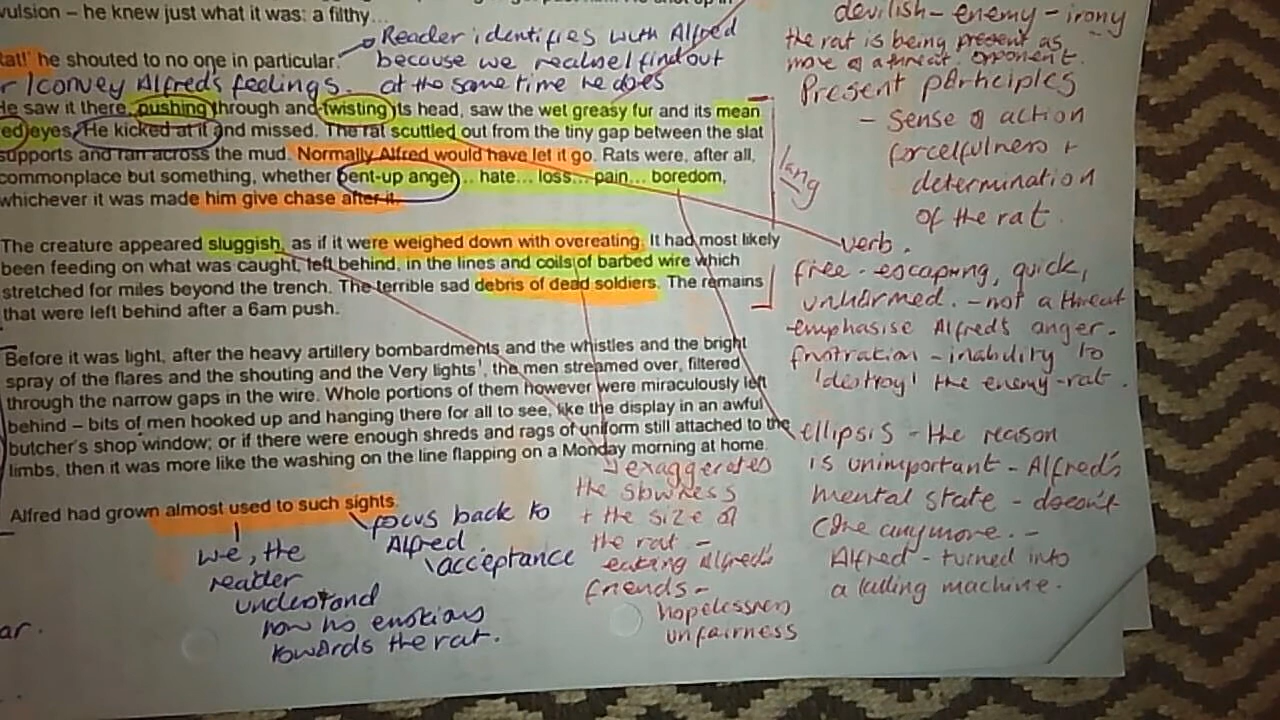 vulsion – he knew just what it was: a filthy...
Rat!' he shouted to no one in particular.
He saw it there, pushing through and twisting its head, saw the wet greasy fur and its mean
red eyes. He kicked at it and missed. The rat scuttled out from the tiny gap between the slat
supports and ran across the mud. Normally Alfred would have let it go. Rats were, after all,
commonplace but something, whether pent-up anger... hate... loss... pain... boredom,
whichever it was made him give chase after it.
The creature appeared sluggish, as if it were weighed down with overeating. It had most likely
been feeding on what was caught, left behind, in the lines and coils of barbed wire which
stretched for miles beyond the trench. The terrible sad debris of dead soldiers. The remains
that were left behind after a 6am push.
Before it was light, after the heavy artillery bombardments and the whistles and the bright
spray of the flares and the shouting and the Very lights¹, the men streamed over, filtered
through the narrow gaps in the wire. Whole portions of them however were miraculously left
behind – bits of men hooked up and hanging there for all to see, like the display in an awful
butcher's shop window; or if there were enough shreds and rags of uniform still attached to the
limbs, then it was more like the washing on the line flapping on a Monday morning at home.
Alfred had grown almost used to such sights.
Reader identifies with Alfred
because we realise/find out
at the same time he does
r /convey Alfred's feelings.
devilish – enemy – irony
the rat is being present as
more of a threat. opponent.
Present participles
– sense of action
forcefulness +
determination
of the rat.
lang
verb.
free. escaping, quick,
unharmed. – not a threat
emphasise Alfred's anger.
frustration – inability to
'destroy' the enemy – rat.
ellipsis – the reason
is unimportant – Alfred's
mental state – doesn't
care anymore. –
Alfred – turned into
a killing machine.
exaggerates
the slowness
+ the size of
the rat –
eating Alfred's
friends –
hopelessness
unfairness
focus back to
Alfred.
acceptance
we, the
reader
understand
now his emotions
towards the rat.
ar.